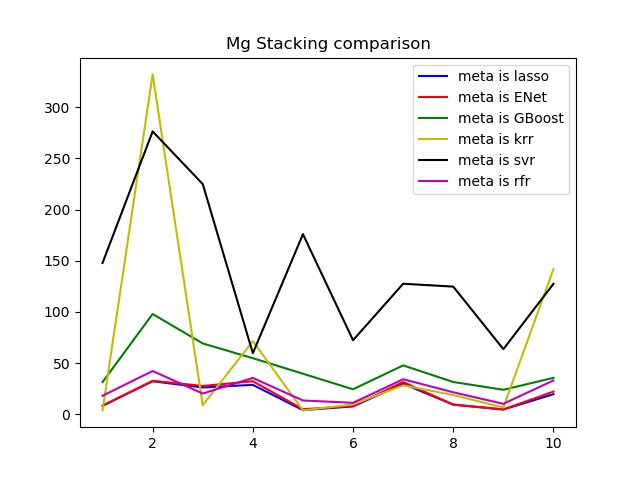 Mg Stacking comparison
meta is lasso
meta is ENet
meta is GBoost
meta is krr
meta is svr
meta is rfr
300
250
200
150
100
50
0
2 4 6 8 10